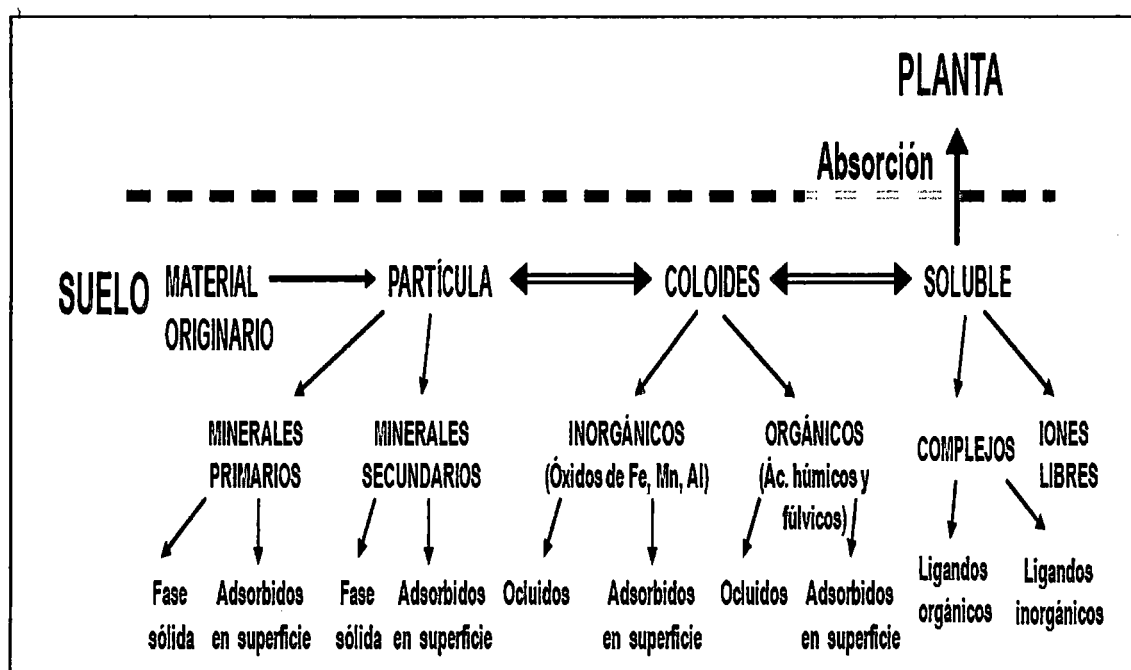 PLANTA
Absorción
SUELO MATERIAL ORIGINARIO PARTÍCULA COLOIDES SOLUBLE
MINERALES PRIMARIOS
MINERALES SECUNDARIOS
INORGÁNICOS
(Óxidos de Fe, Mn, Al)
ORGÁNICOS
(Ác. húmicos y
fúlvicos)
COMPLEJOS
IONES
LIBRES
Fase
sólida
Adsorbidos
en superficie
Fase
sólida
Adsorbidos
en superficie
Ocluidos
Adsorbidos
en superficie
Ocluidos
Adsorbidos
en superficie
Ligandos
orgánicos
Ligandos
inorgánicos